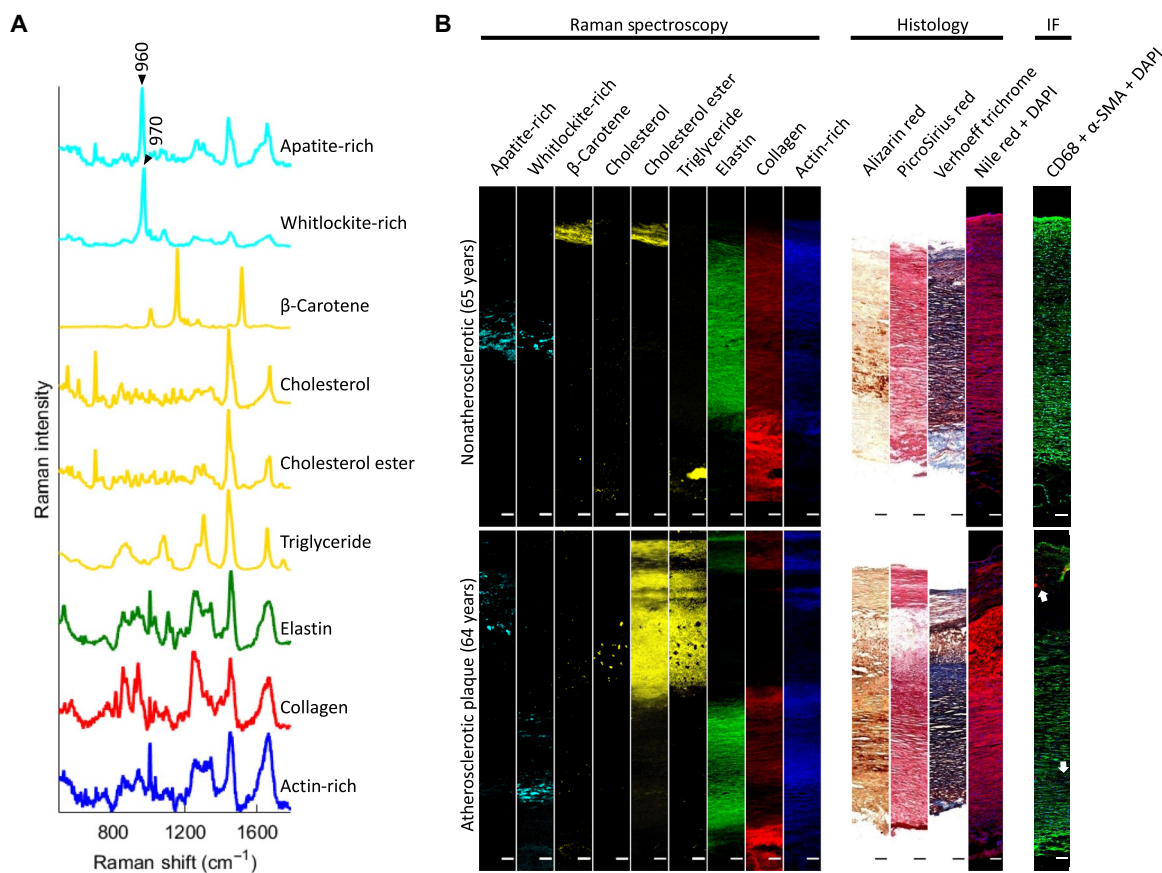 A
960
970
Apatite-rich
Whitlockite-rich
β-Carotene
Cholesterol
Cholesterol ester
Triglyceride
Elastin
Collagen
Actin-rich
Raman intensity
800 1200 1600
Raman shift (cm⁻¹)
B
Raman spectroscopy
Histology
IF
Apatite-rich
Whitlockite-rich
β-Carotene
Cholesterol
Cholesterol ester
Triglyceride
Elastin
Collagen
Actin-rich
Alizarin red
PicroSirius red
Verhoeff trichrome
Nile red + DAPI
CD68 + α-SMA + DAPI
Nonatherosclerotic (65 years)
Atherosclerotic plaque (64 years)